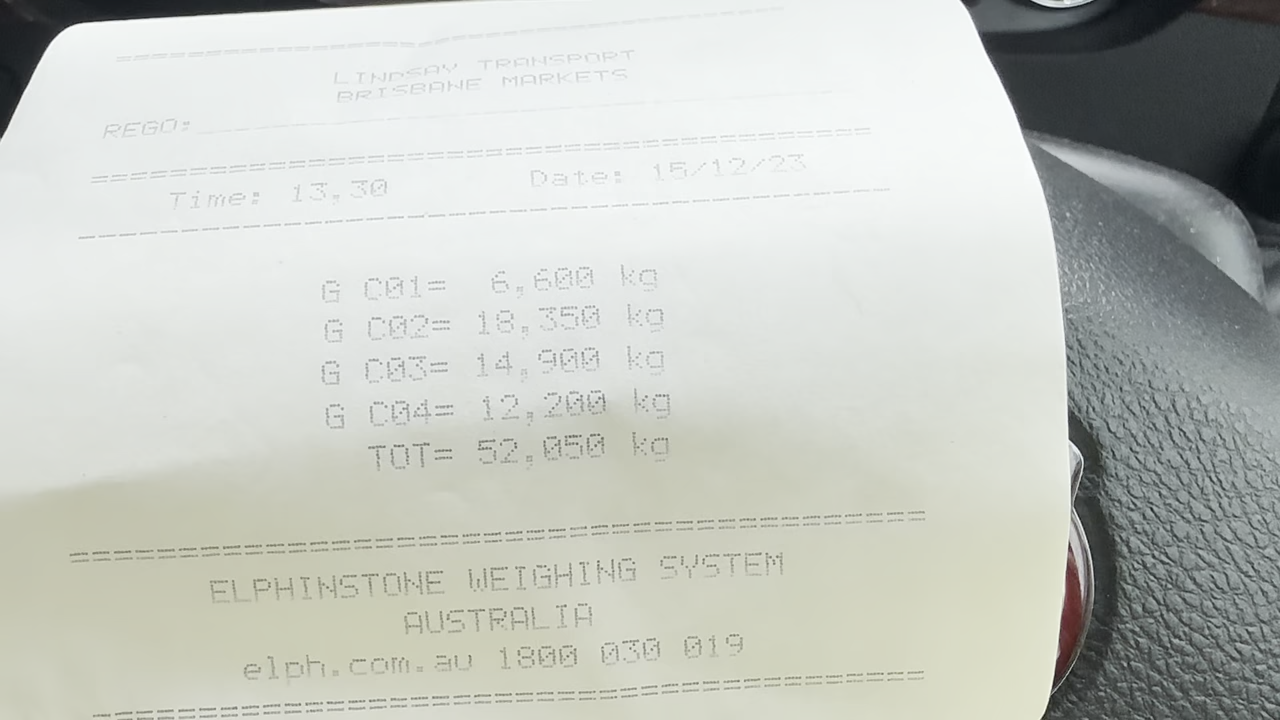 LINDSAY TRANSPORT
BRISBANE MARKETS
REGO:
Time: 13.30 Date: 15/12/23
G C01= 6,600 kg
G C02= 18,350 kg
G C03= 14,900 kg
G C04= 12,200 kg
TOT= 52,050 kg
ELPHINSTONE WEIGHING SYSTEM
AUSTRALIA
elph.com.au 1800 030 019